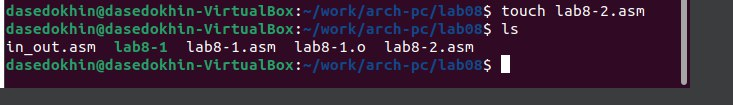 dasedokhin@dasedokhin-VirtualBox:~/work/arch-pc/lab08$ touch lab8-2.asm
dasedokhin@dasedokhin-VirtualBox:~/work/arch-pc/lab08$ ls
in_out.asm  lab8-1  lab8-1.asm  lab8-1.o  lab8-2.asm
dasedokhin@dasedokhin-VirtualBox:~/work/arch-pc/lab08$